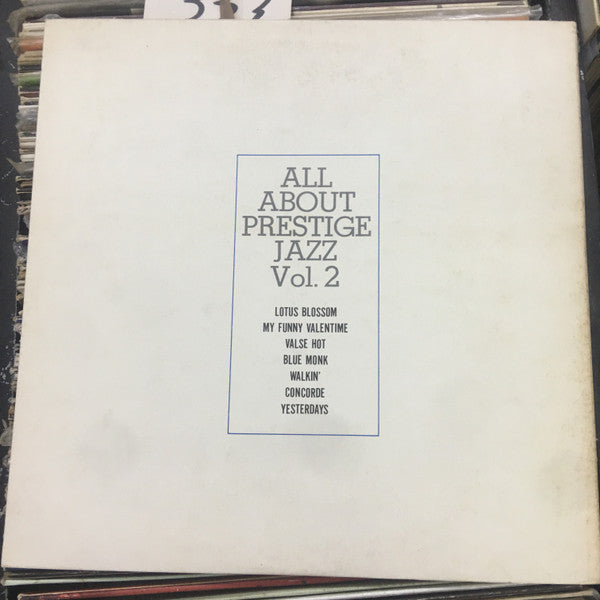 ALL
ABOUT
PRESTIGE
JAZZ
Vol. 2
LOTUS BLOSSOM
MY FUNNY VALENTIME
VALSE HOT
BLUE MONK
WALKIN'
CONCORDE
YESTERDAYS